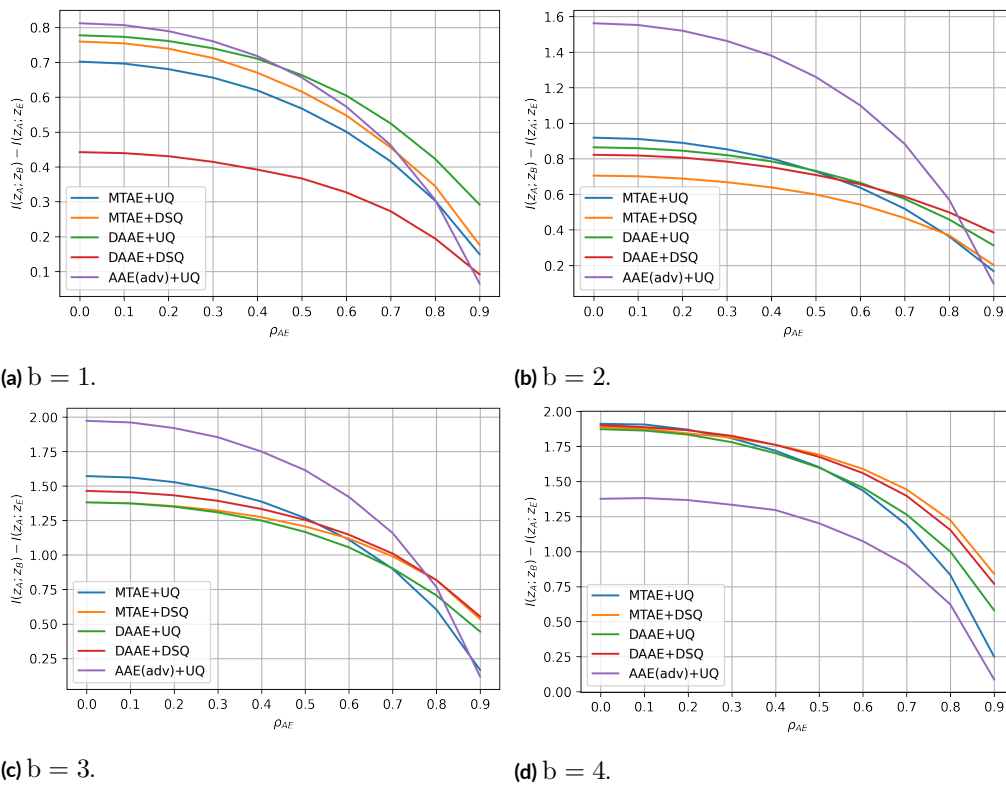 0.8
0.7
0.6
0.5
0.4
0.3
0.2
0.1
I(z_A; z_B) − I(z_A; z_E)
MTAE+UQ
MTAE+DSQ
DAAE+UQ
DAAE+DSQ
AAE(adv)+UQ
0.0 0.1 0.2 0.3 0.4 0.5 0.6 0.7 0.8 0.9
ρ_AE
(a) b = 1.
1.6
1.4
1.2
1.0
0.8
0.6
0.4
0.2
I(z_A; z_B) − I(z_A; z_E)
MTAE+UQ
MTAE+DSQ
DAAE+UQ
DAAE+DSQ
AAE(adv)+UQ
0.0 0.1 0.2 0.3 0.4 0.5 0.6 0.7 0.8 0.9
ρ_AE
(b) b = 2.
2.00
1.75
1.50
1.25
1.00
0.75
0.50
0.25
I(z_A; z_B) − I(z_A; z_E)
MTAE+UQ
MTAE+DSQ
DAAE+UQ
DAAE+DSQ
AAE(adv)+UQ
0.0 0.1 0.2 0.3 0.4 0.5 0.6 0.7 0.8 0.9
ρ_AE
(c) b = 3.
2.00
1.75
1.50
1.25
1.00
0.75
0.50
0.25
0.00
I(z_A; z_B) − I(z_A; z_E)
MTAE+UQ
MTAE+DSQ
DAAE+UQ
DAAE+DSQ
AAE(adv)+UQ
0.0 0.1 0.2 0.3 0.4 0.5 0.6 0.7 0.8 0.9
ρ_AE
(d) b = 4.